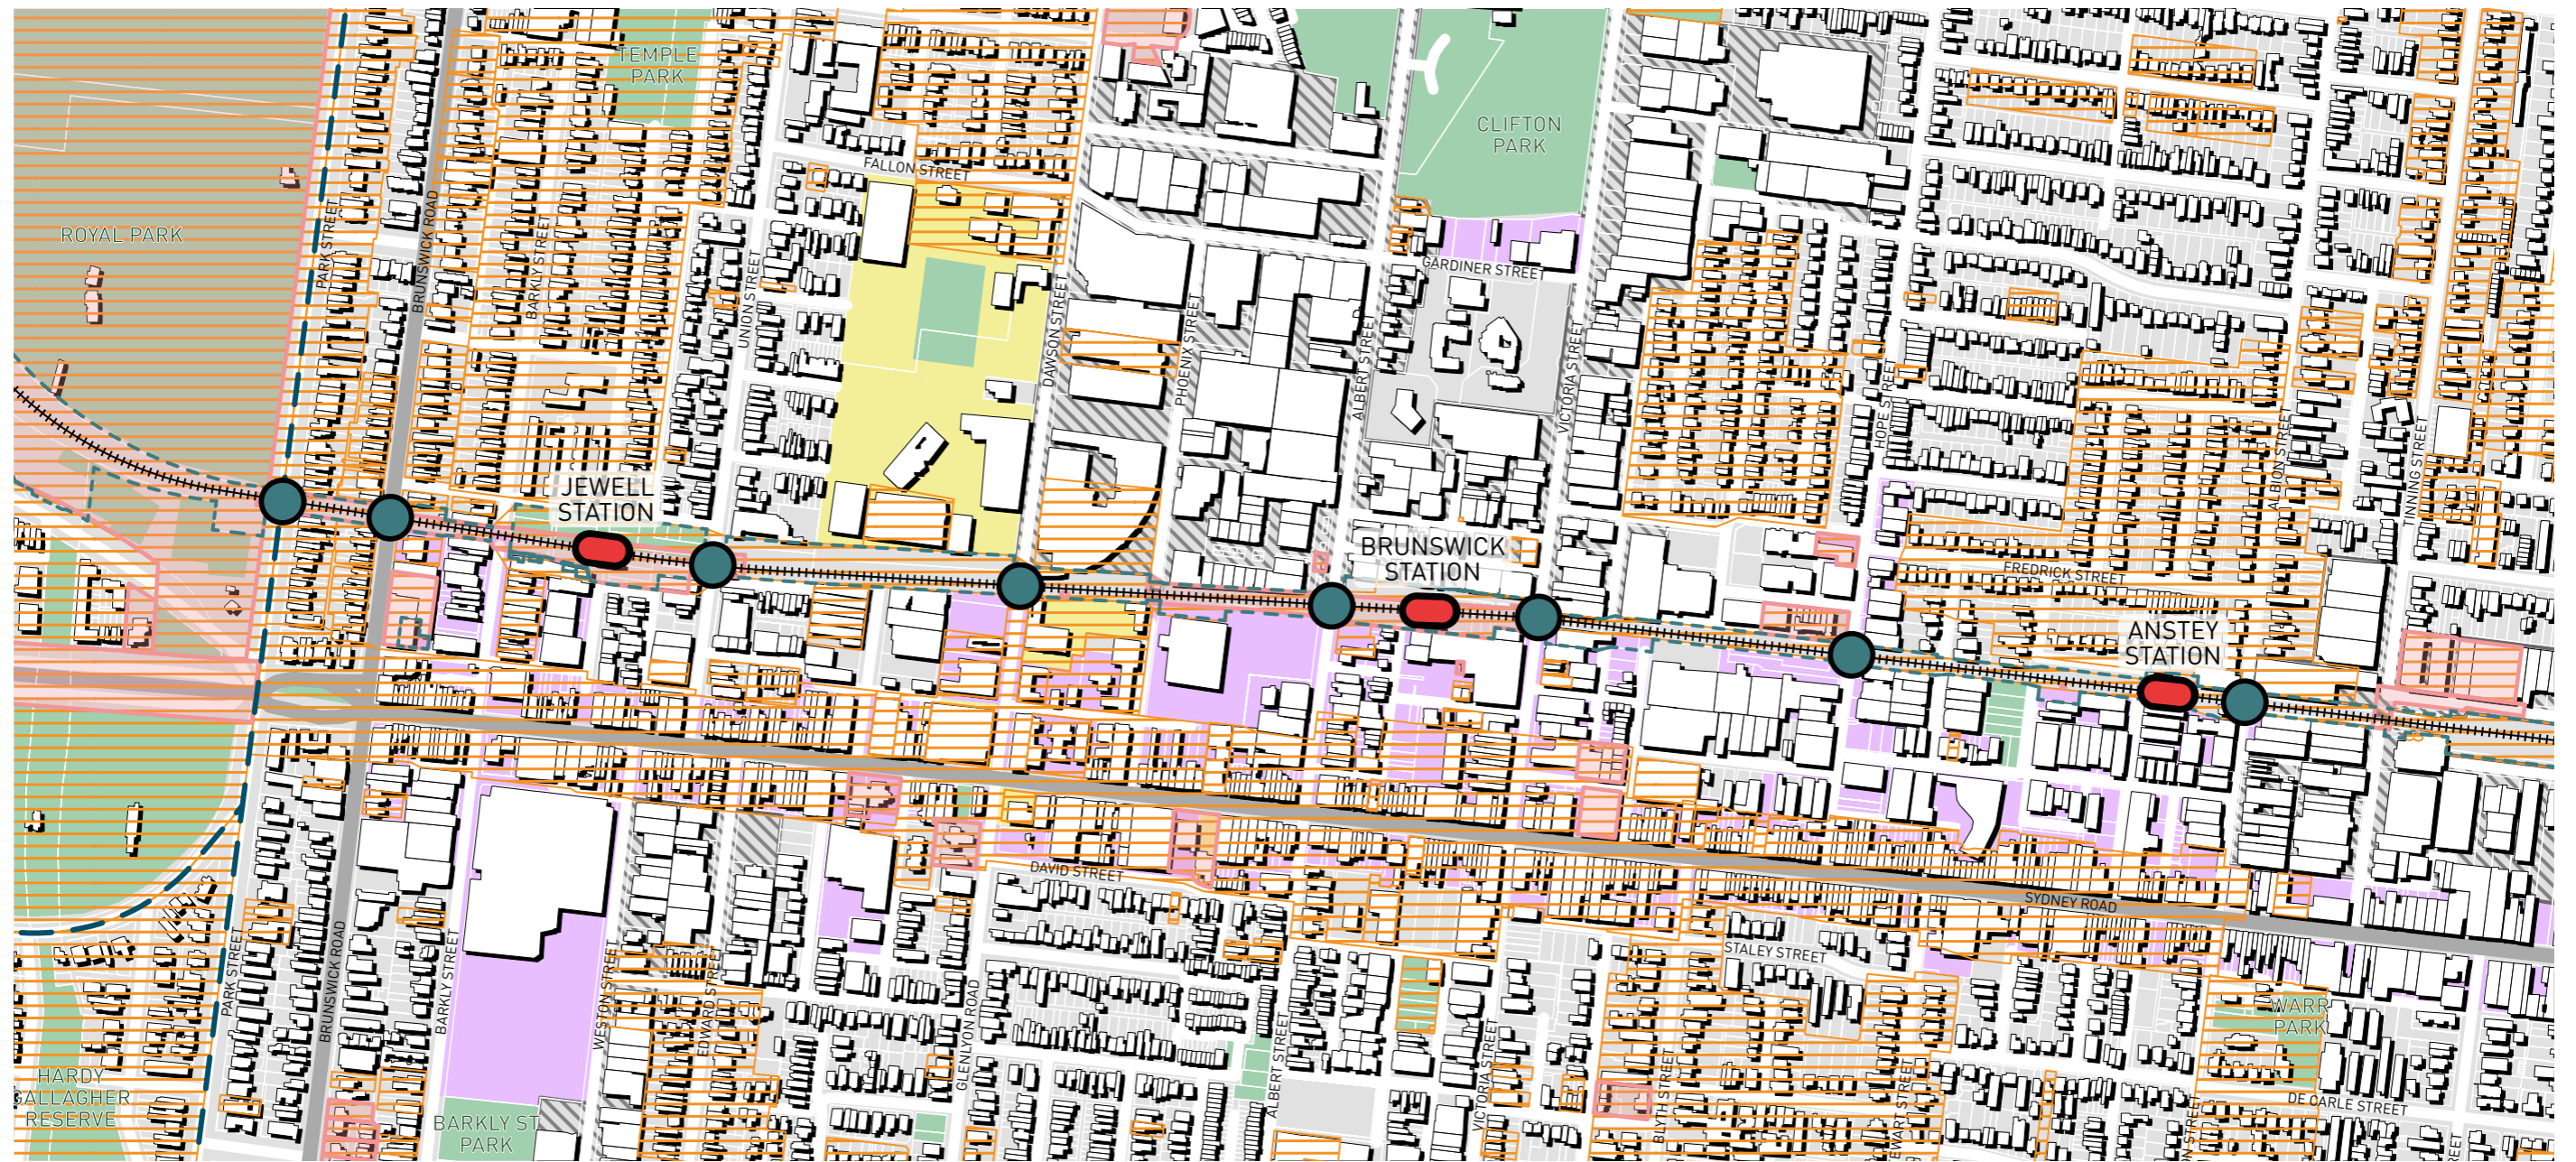 TEMPLE
PARK
CLIFTON
PARK
FALLON STREET
ROYAL PARK
PARK STREET
BRUNSWICK ROAD
BARKLY STREET
UNION STREET
DAWSON STREET
PHOENIX STREET
ALBERT STREET
GARDINER STREET
VICTORIA STREET
HOPE STREET
ALBION STREET
TINNING STREET
JEWELL
STATION
BRUNSWICK
STATION
FREDRICK STREET
ANSTEY
STATION
DAVID STREET
SYDNEY ROAD
STALEY STREET
PARK STREET
BRUNSWICK ROAD
BARKLY STREET
WESTON STREET
EDWARD STREET
GLENLYON ROAD
ALBERT STREET
VICTORIA STREET
BLYTH STREET
WARR
PARK
HARDY
GALLAGHER
RESERVE
BARKLY ST
PARK
DE CARLE STREET